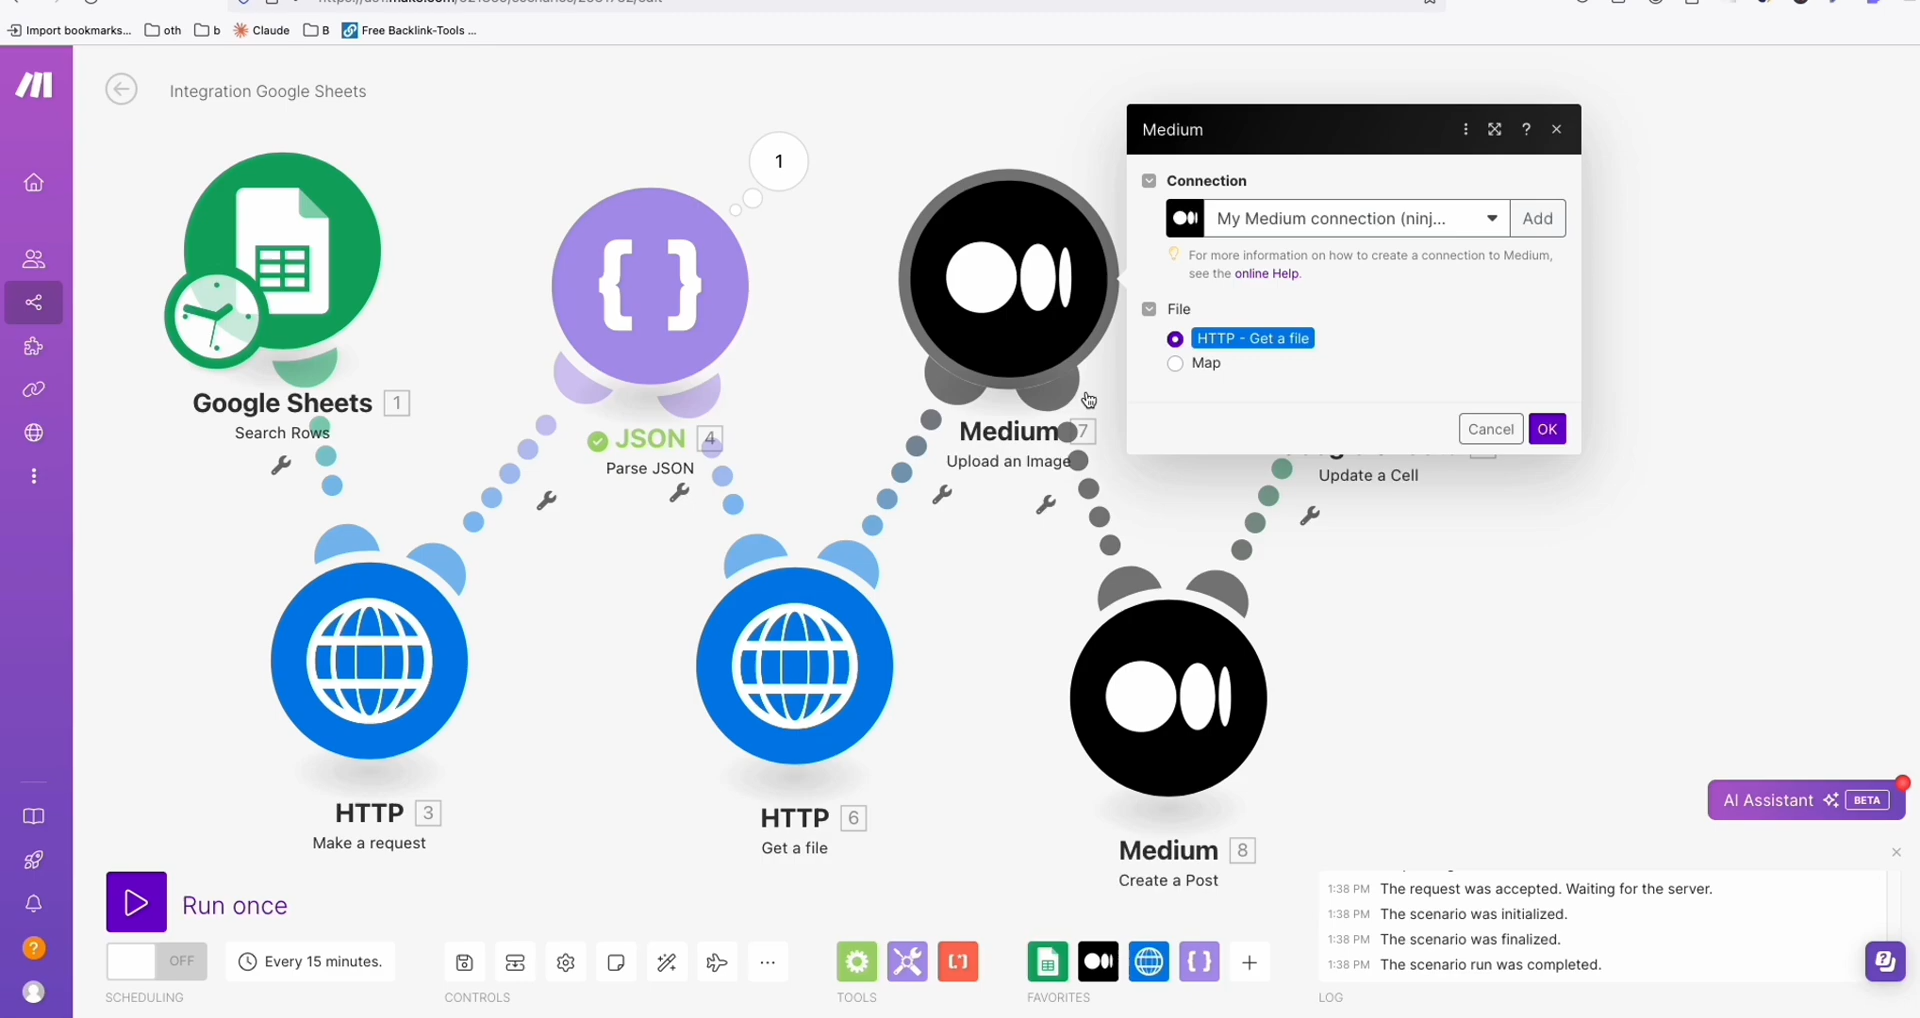 Import bookmarks...
oth
b
Claude
B
Free Backlink-Tools ...
Integration Google Sheets
1
Medium
?
Connection
My Medium connection (ninj...
Add
For more information on how to create a connection to Medium,
see the online Help.
File
HTTP - Get a file
Map
Cancel
OK
Google Sheets 1
Search Rows
JSON 4
Parse JSON
Medium 7
Upload an Image
Update a Cell
HTTP 3
Make a request
HTTP 6
Get a file
Medium 8
Create a Post
AI Assistant BETA
Run once
OFF
Every 15 minutes.
SCHEDULING
CONTROLS
TOOLS
FAVORITES
1:38 PM The request was accepted. Waiting for the server.
1:38 PM The scenario was initialized.
1:38 PM The scenario was finalized.
1:38 PM The scenario run was completed.
LOG